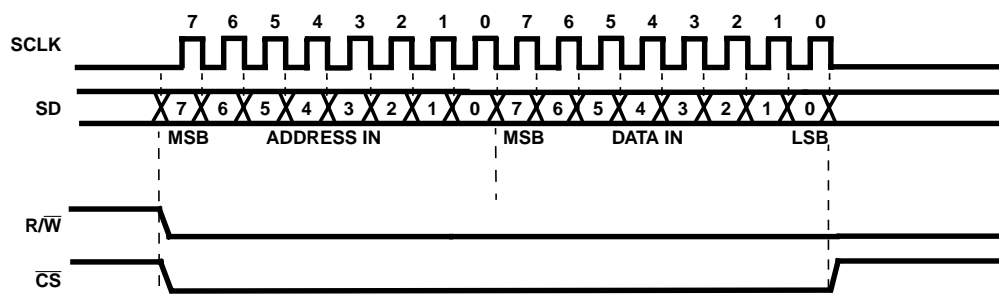 7 6 5 4 3 2 1 0 7 6 5 4 3 2 1 0
SCLK
SD 7 6 5 4 3 2 1 0 7 6 5 4 3 2 1 0
MSB ADDRESS IN MSB DATA IN LSB
R/W̅
C̅S̅